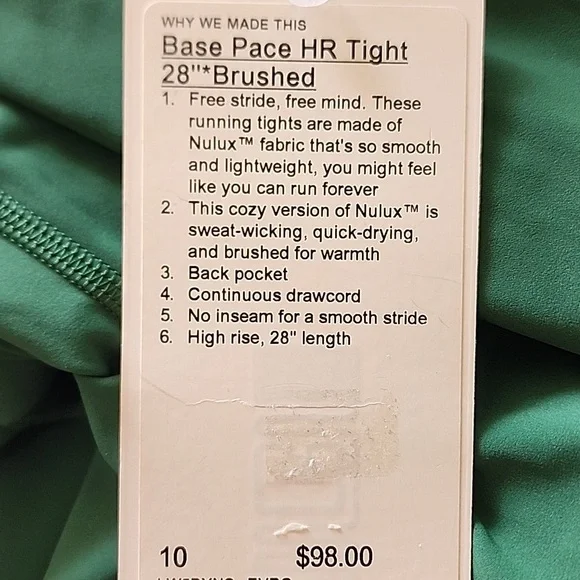 WHY WE MADE THIS
Base Pace HR Tight
28"*Brushed
1. Free stride, free mind. These
running tights are made of
Nulux™ fabric that's so smooth
and lightweight, you might feel
like you can run forever
2. This cozy version of Nulux™ is
sweat-wicking, quick-drying,
and brushed for warmth
3. Back pocket
4. Continuous drawcord
5. No inseam for a smooth stride
6. High rise, 28" length
10 $98.00